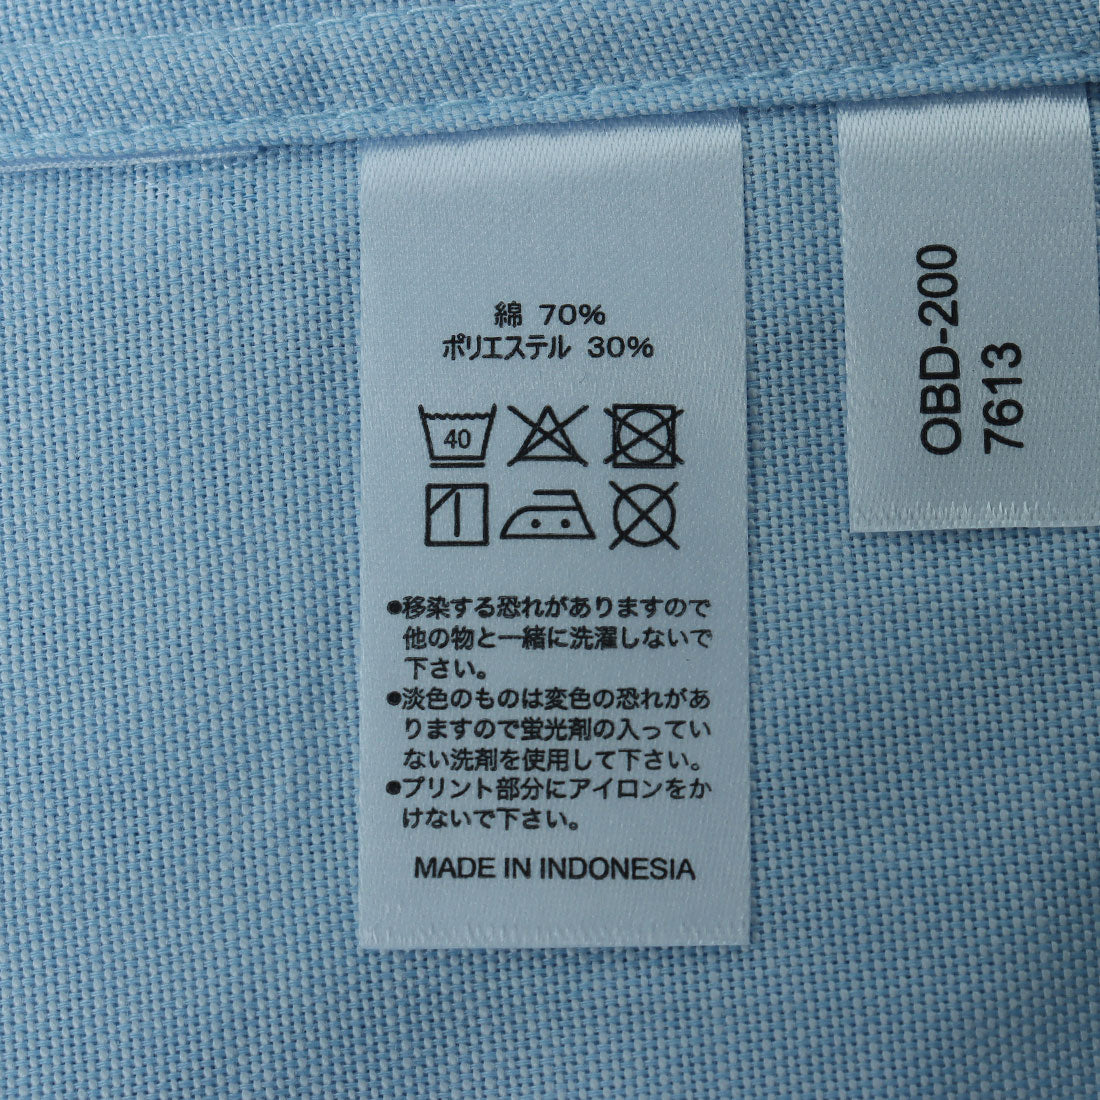 綿 70%
ポリエステル 30%
40
●移染する恐れがありますので
他の物と一緒に洗濯しないで
下さい。
●淡色のものは変色の恐れがあ
りますので蛍光剤の入ってい
ない洗剤を使用して下さい。
●プリント部分にアイロンをか
けないで下さい。
MADE IN INDONESIA
OBD-200
7613